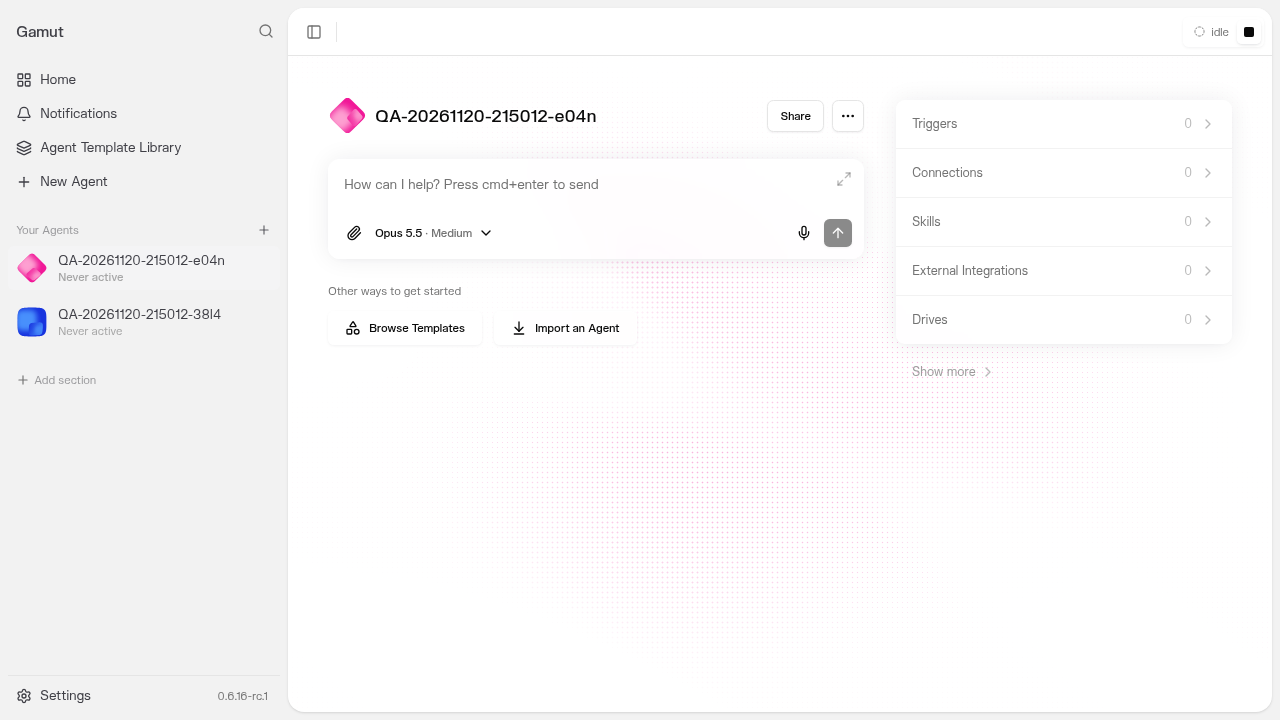 Gamut
Home
Notifications
Agent Template Library
New Agent
Your Agents
QA-20261120-215012-e04n
Never active
QA-20261120-215012-38l4
Never active
Add section
Settings
0.6.16-rc.1
idle
QA-20261120-215012-e04n
Share
How can I help? Press cmd+enter to send
Opus 5.5 · Medium
Other ways to get started
Browse Templates
Import an Agent
Triggers 0
Connections 0
Skills 0
External Integrations 0
Drives 0
Show more